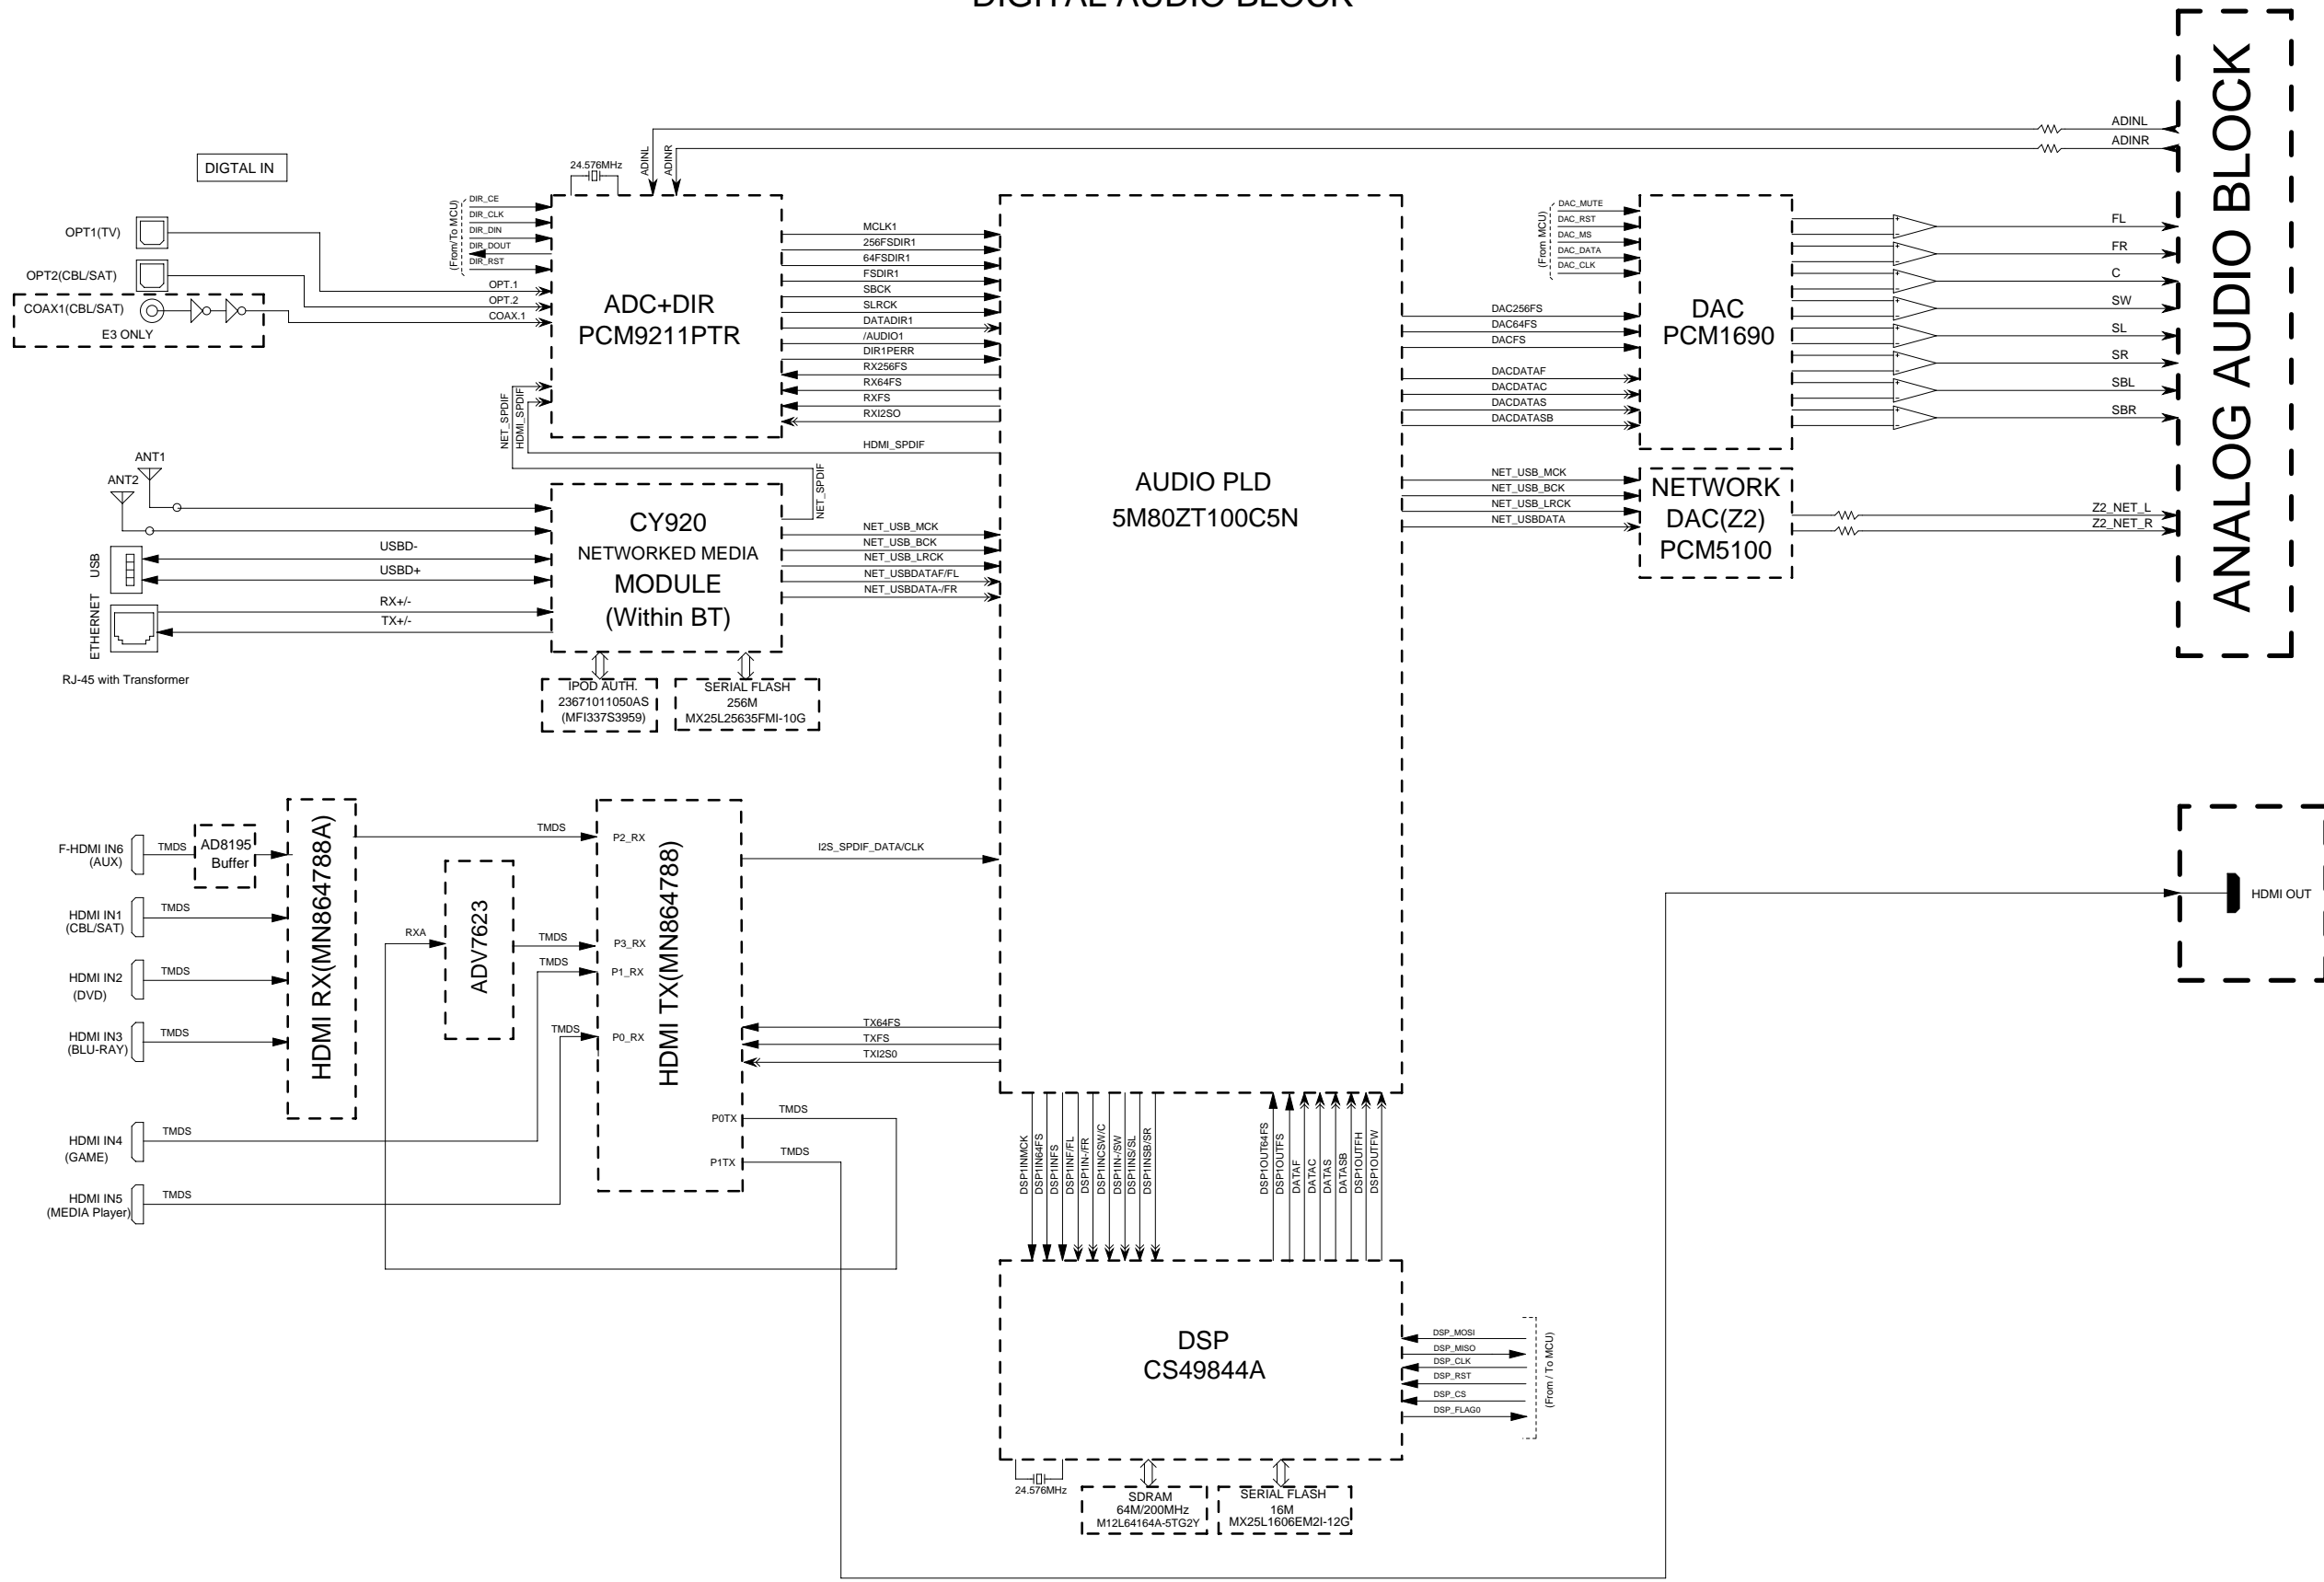 DIGITAL AUDIO BLOCK
ANALOG AUDIO BLOCK
ADINL
ADINR
DIGTAL IN
24.576MHz
ADINL
ADINR
OPT1(TV)
OPT2(CBL/SAT)
COAX1(CBL/SAT)
E3 ONLY
(From/To MCU)
DIR_CE
DIR_CLK
DIR_DIN
DIR_DOUT
DIR_RST
OPT.1
OPT.2
COAX.1
ADC+DIR
PCM9211PTR
MCLK1
256FSDIR1
64FSDIR1
FSDIR1
SBCK
SLRCK
DATADIR1
/AUDIO1
DIR1PERR
RX256FS
RX64FS
RXFS
RXI2SO
HDMI_SPDIF
NET_SPDIF
HDMI_SPDIF
NET_SPDIF
AUDIO PLD
5M80ZT100C5N
(From MCU)
DAC_MUTE
DAC_RST
DAC_MS
DAC_DATA
DAC_CLK
DAC256FS
DAC64FS
DACFS
DACDATAF
DACDATAC
DACDATAS
DACDATASB
DAC
PCM1690
FL
FR
C
SW
SL
SR
SBL
SBR
NET_USB_MCK
NET_USB_BCK
NET_USB_LRCK
NET_USBDATA
NETWORK
DAC(Z2)
PCM5100
Z2_NET_L
Z2_NET_R
ANT1
ANT2
USB
USBD-
USBD+
ETHERNET
RX+/-
TX+/-
RJ-45 with Transformer
CY920
NETWORKED MEDIA
MODULE
(Within BT)
NET_USB_MCK
NET_USB_BCK
NET_USB_LRCK
NET_USBDATAF/FL
NET_USBDATA-/FR
IPOD AUTH.
23671011050AS
(MFI337S3959)
SERIAL FLASH
256M
MX25L25635FMI-10G
F-HDMI IN6
(AUX)
TMDS
AD8195
Buffer
HDMI IN1
(CBL/SAT)
TMDS
HDMI IN2
(DVD)
TMDS
HDMI IN3
(BLU-RAY)
TMDS
HDMI IN4
(GAME)
TMDS
HDMI IN5
(MEDIA Player)
TMDS
HDMI RX(MN864788A)
RXA
ADV7623
TMDS
TMDS
TMDS
TMDS
P2_RX
P3_RX
P1_RX
P0_RX
HDMI TX(MN864788)
P0TX
P1TX
I2S_SPDIF_DATA/CLK
TX64FS
TXFS
TXI2S0
TMDS
TMDS
HDMI OUT
DSP1INMCK
DSP1IN64FS
DSP1INFS
DSP1INF/FL
DSP1IN-/FR
DSP1INCSW/C
DSP1IN-/SW
DSP1INS/SL
DSP1INSB/SR
DSP1OUT64FS
DSP1OUTFS
DATAF
DATAC
DATAS
DATASB
DSP1OUTFH
DSP1OUTFW
DSP
CS49844A
DSP_MOSI
DSP_MISO
DSP_CLK
DSP_RST
DSP_CS
DSP_FLAG0
(From / To MCU)
24.576MHz
SDRAM
64M/200MHz
M12L64164A-5TG2Y
SERIAL FLASH
16M
MX25L1606EM2I-12G